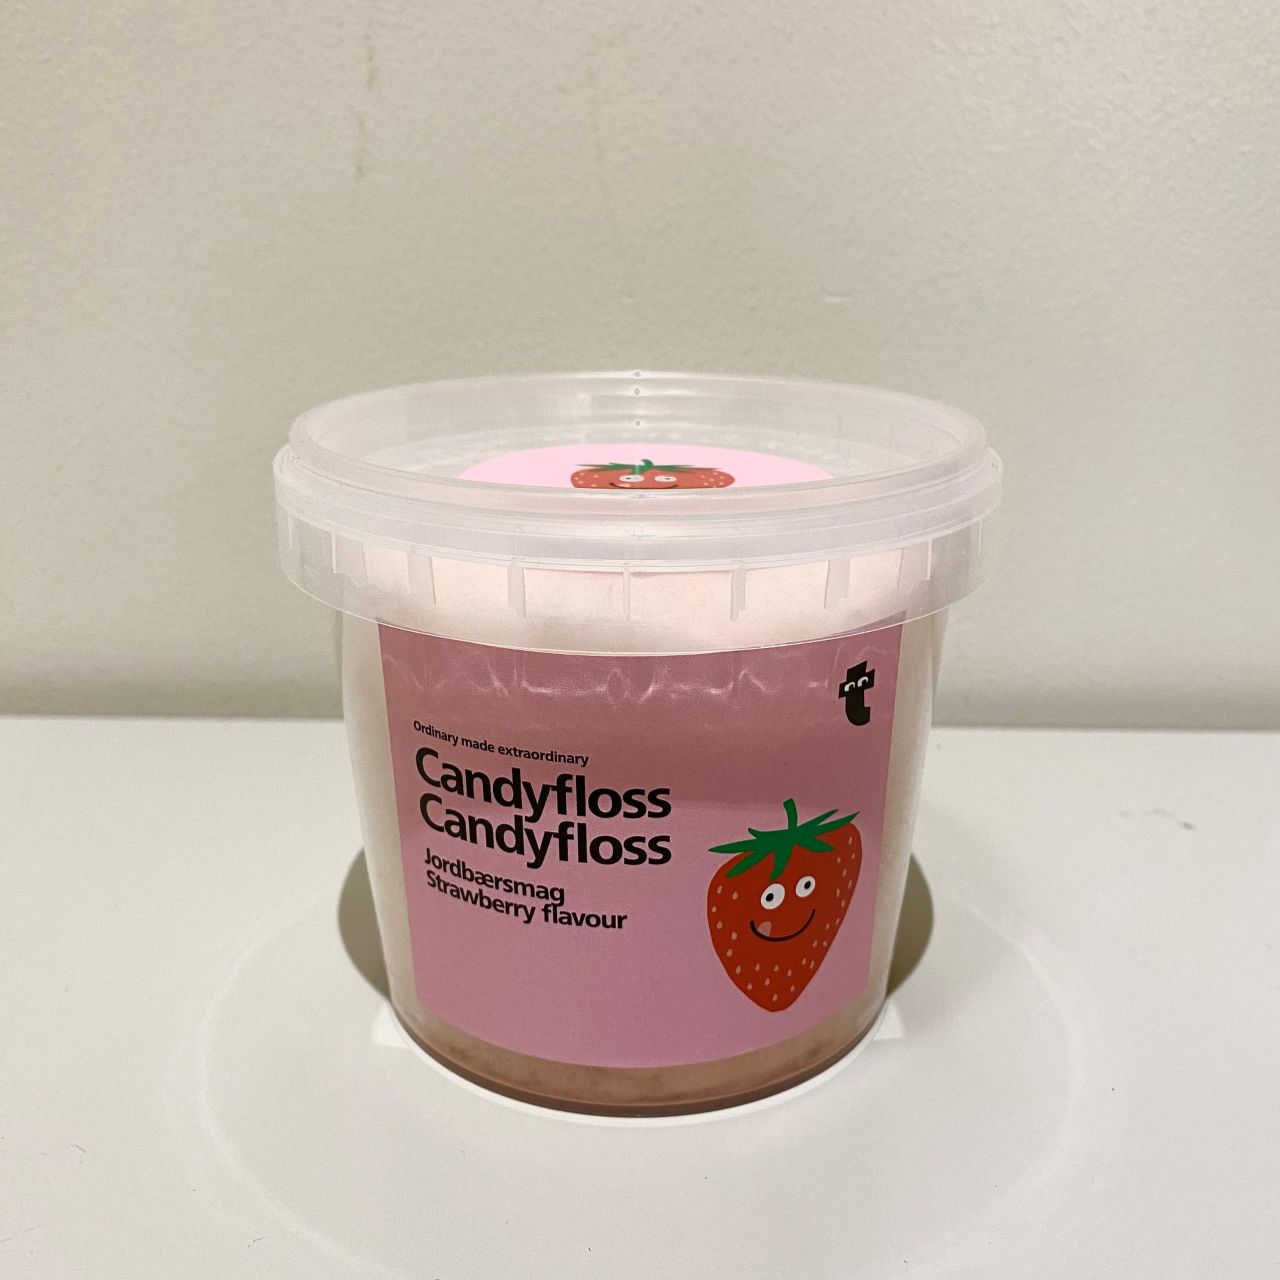 Ordinary made extraordinary
Candyfloss
Candyfloss
Jordbærsmag
Strawberry flavour
t